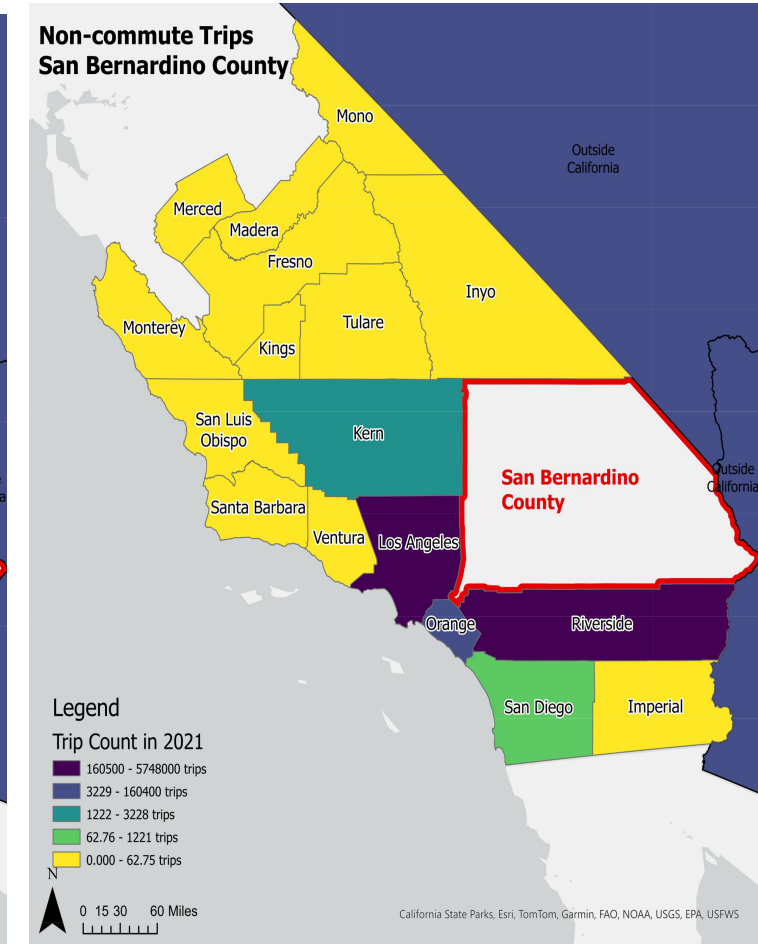 Non-commute Trips
San Bernardino County
Mono
Outside
California
Merced
Madera
Fresno
Inyo
Monterey
Tulare
Kings
San Luis
Obispo
Kern
San Bernardino
County
Outside
California
Santa Barbara
Ventura
Los Angeles
Orange
Riverside
San Diego
Imperial
Legend
Trip Count in 2021
160500 - 5748000 trips
3229 - 160400 trips
1222 - 3228 trips
62.76 - 1221 trips
0.000 - 62.75 trips
N
0 15 30 60 Miles
California State Parks, Esri, TomTom, Garmin, FAO, NOAA, USGS, EPA, USFWS